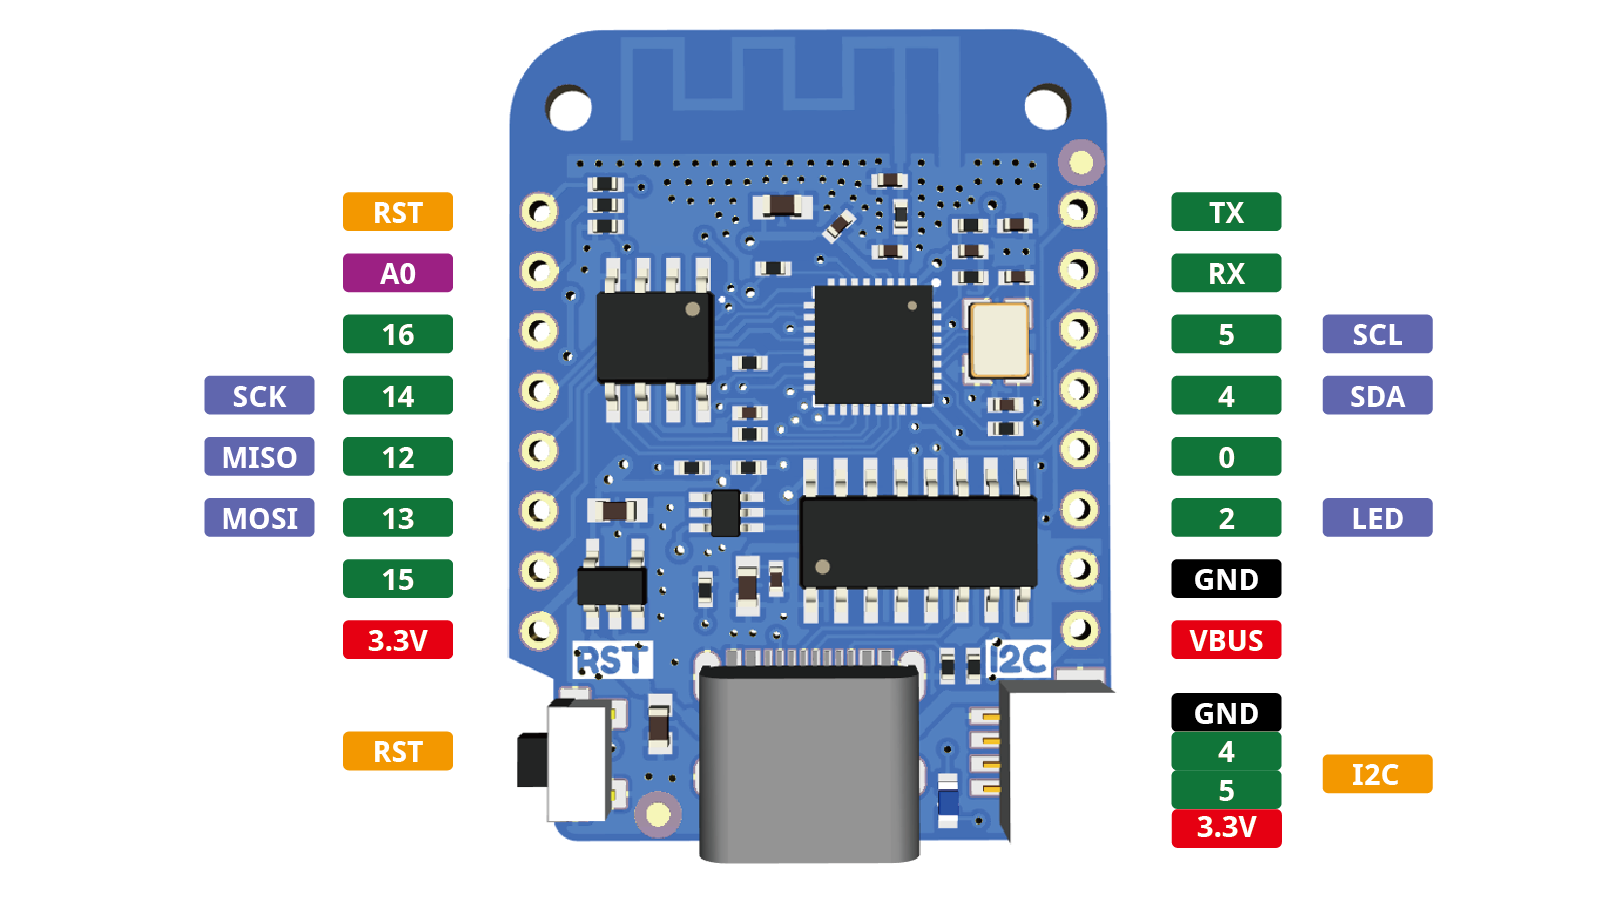 RST
A0
16
SCK 14
MISO 12
MOSI 13
15
3.3V
RST
RST
I2C
TX
RX
5 SCL
4 SDA
0
2 LED
GND
VBUS
GND
4
5
3.3V
I2C